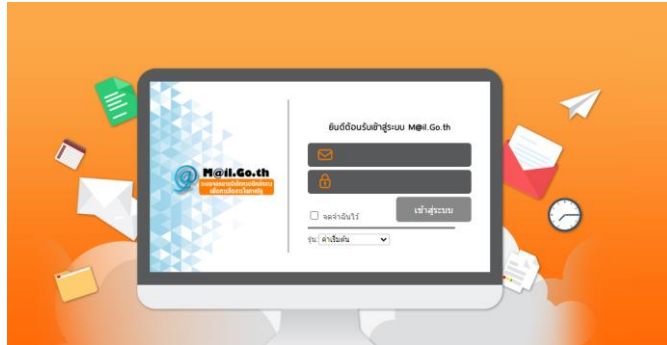 ยินดีต้อนรับเข้าสู่ระบบ M@il.Go.th
M@il.Go.th
ระบบจดหมายอิเล็กทรอนิกส์กลาง
เพื่อการสื่อสารในภาครัฐ
จดจำฉันไว้
เข้าสู่ระบบ
รุ่น: ค่าเริ่มต้น